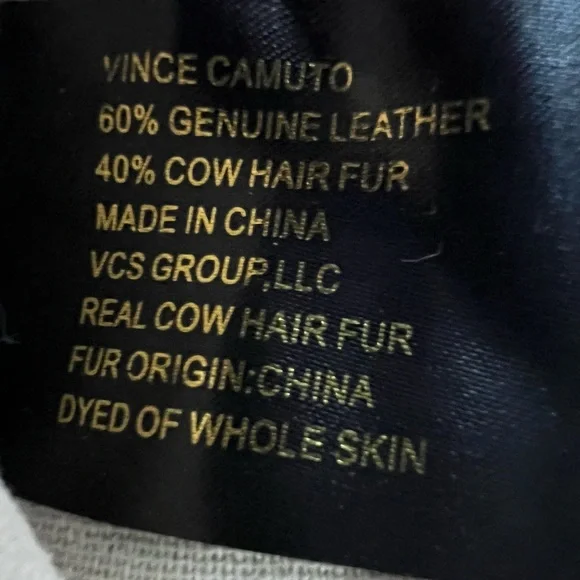 VINCE CAMUTO
60% GENUINE LEATHER
40% COW HAIR FUR
MADE IN CHINA
VCS GROUP,LLC
REAL COW HAIR FUR
FUR ORIGIN:CHINA
DYED OF WHOLE SKIN